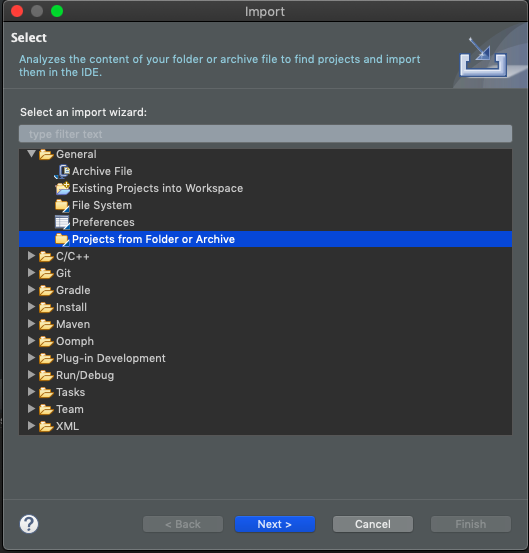 Import
Select
Analyzes the content of your folder or archive file to find projects and import
them in the IDE.
Select an import wizard:
type filter text
General
Archive File
Existing Projects into Workspace
File System
Preferences
Projects from Folder or Archive
C/C++
Git
Gradle
Install
Maven
Oomph
Plug-in Development
Run/Debug
Tasks
Team
XML
?
< Back
Next >
Cancel
Finish